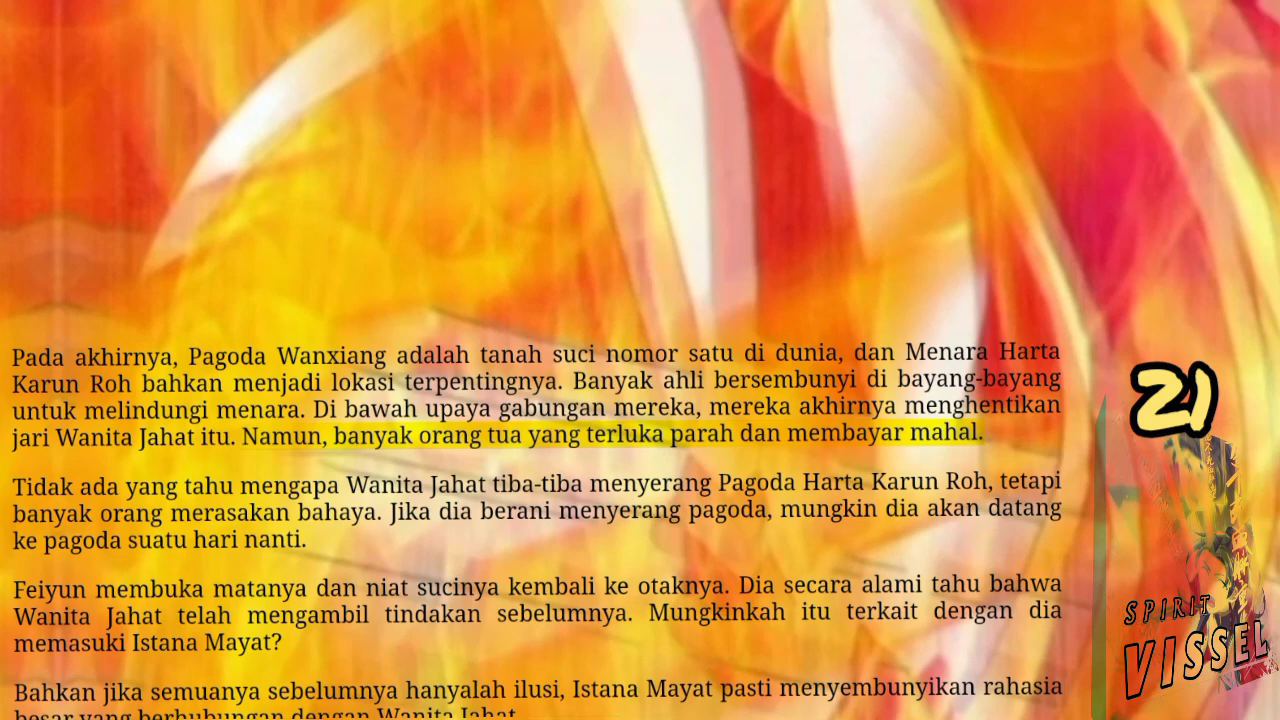 Pada akhirnya, Pagoda Wanxiang adalah tanah suci nomor satu di dunia, dan Menara Harta
Karun Roh bahkan menjadi lokasi terpentingnya. Banyak ahli bersembunyi di bayang-bayang
untuk melindungi menara. Di bawah upaya gabungan mereka, mereka akhirnya menghentikan
jari Wanita Jahat itu. Namun, banyak orang tua yang terluka parah dan membayar mahal.
Tidak ada yang tahu mengapa Wanita Jahat tiba-tiba menyerang Pagoda Harta Karun Roh, tetapi
banyak orang merasakan bahaya. Jika dia berani menyerang pagoda, mungkin dia akan datang
ke pagoda suatu hari nanti.
Feiyun membuka matanya dan niat sucinya kembali ke otaknya. Dia secara alami tahu bahwa
Wanita Jahat telah mengambil tindakan sebelumnya. Mungkinkah itu terkait dengan dia
memasuki Istana Mayat?
Bahkan jika semuanya sebelumnya hanyalah ilusi, Istana Mayat pasti menyembunyikan rahasia
besar yang berhubungan dengan Wanita Jahat.
21
SPIRIT
VISSEL